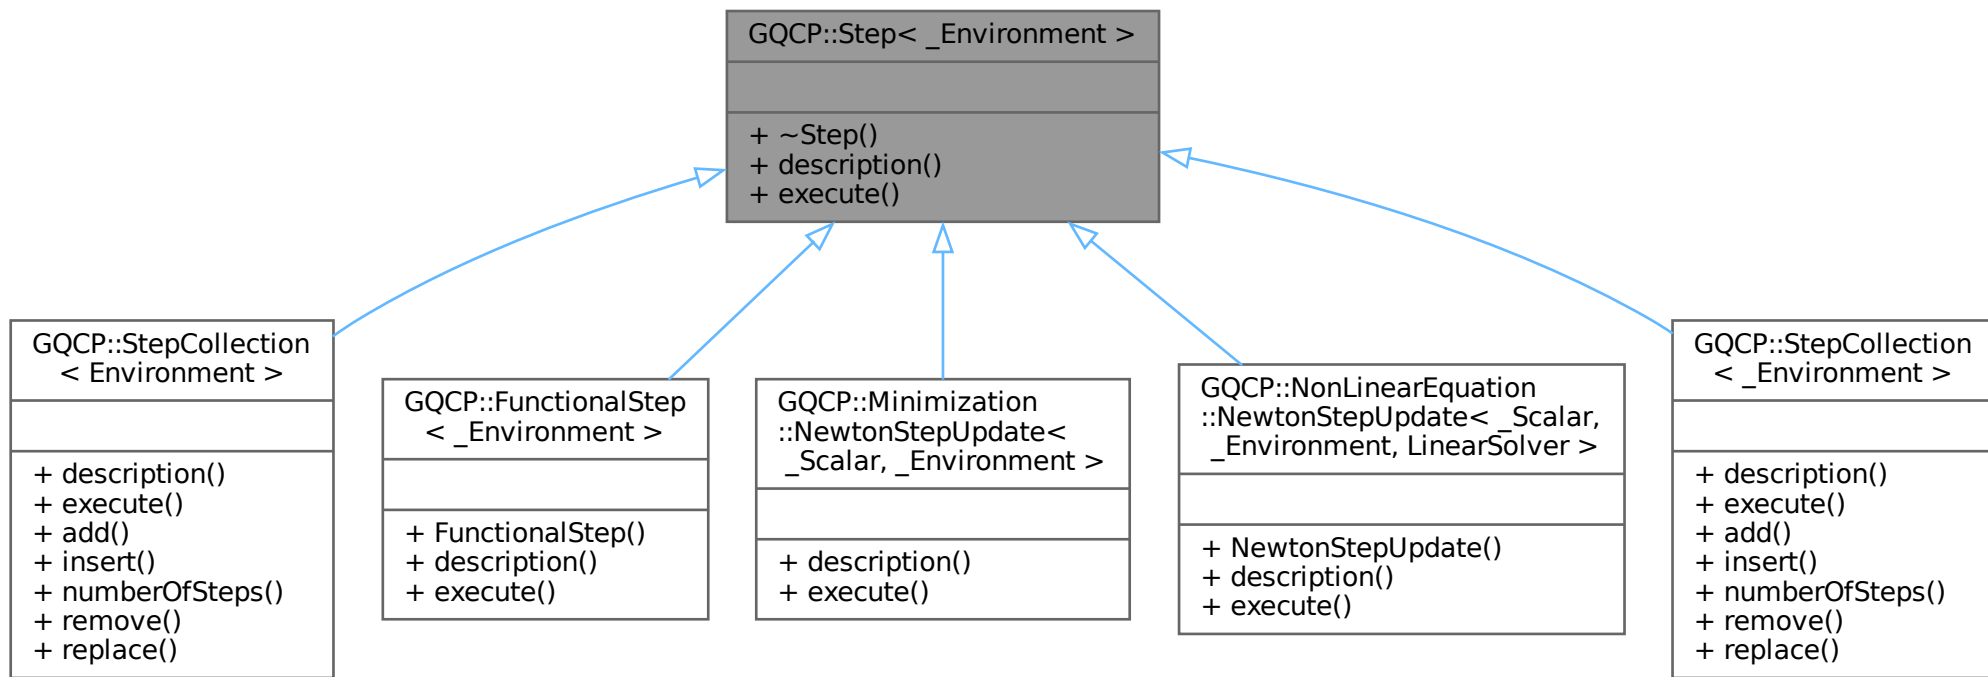 GQCP::Step< _Environment >
+ ~Step()
+ description()
+ execute()
GQCP::StepCollection
< Environment >
+ description()
+ execute()
+ add()
+ insert()
+ numberOfSteps()
+ remove()
+ replace()
GQCP::FunctionalStep
< _Environment >
+ FunctionalStep()
+ description()
+ execute()
GQCP::Minimization
::NewtonStepUpdate<
_Scalar, _Environment >
+ description()
+ execute()
GQCP::NonLinearEquation
::NewtonStepUpdate< _Scalar,
_Environment, LinearSolver >
+ NewtonStepUpdate()
+ description()
+ execute()
GQCP::StepCollection
< _Environment >
+ description()
+ execute()
+ add()
+ insert()
+ numberOfSteps()
+ remove()
+ replace()